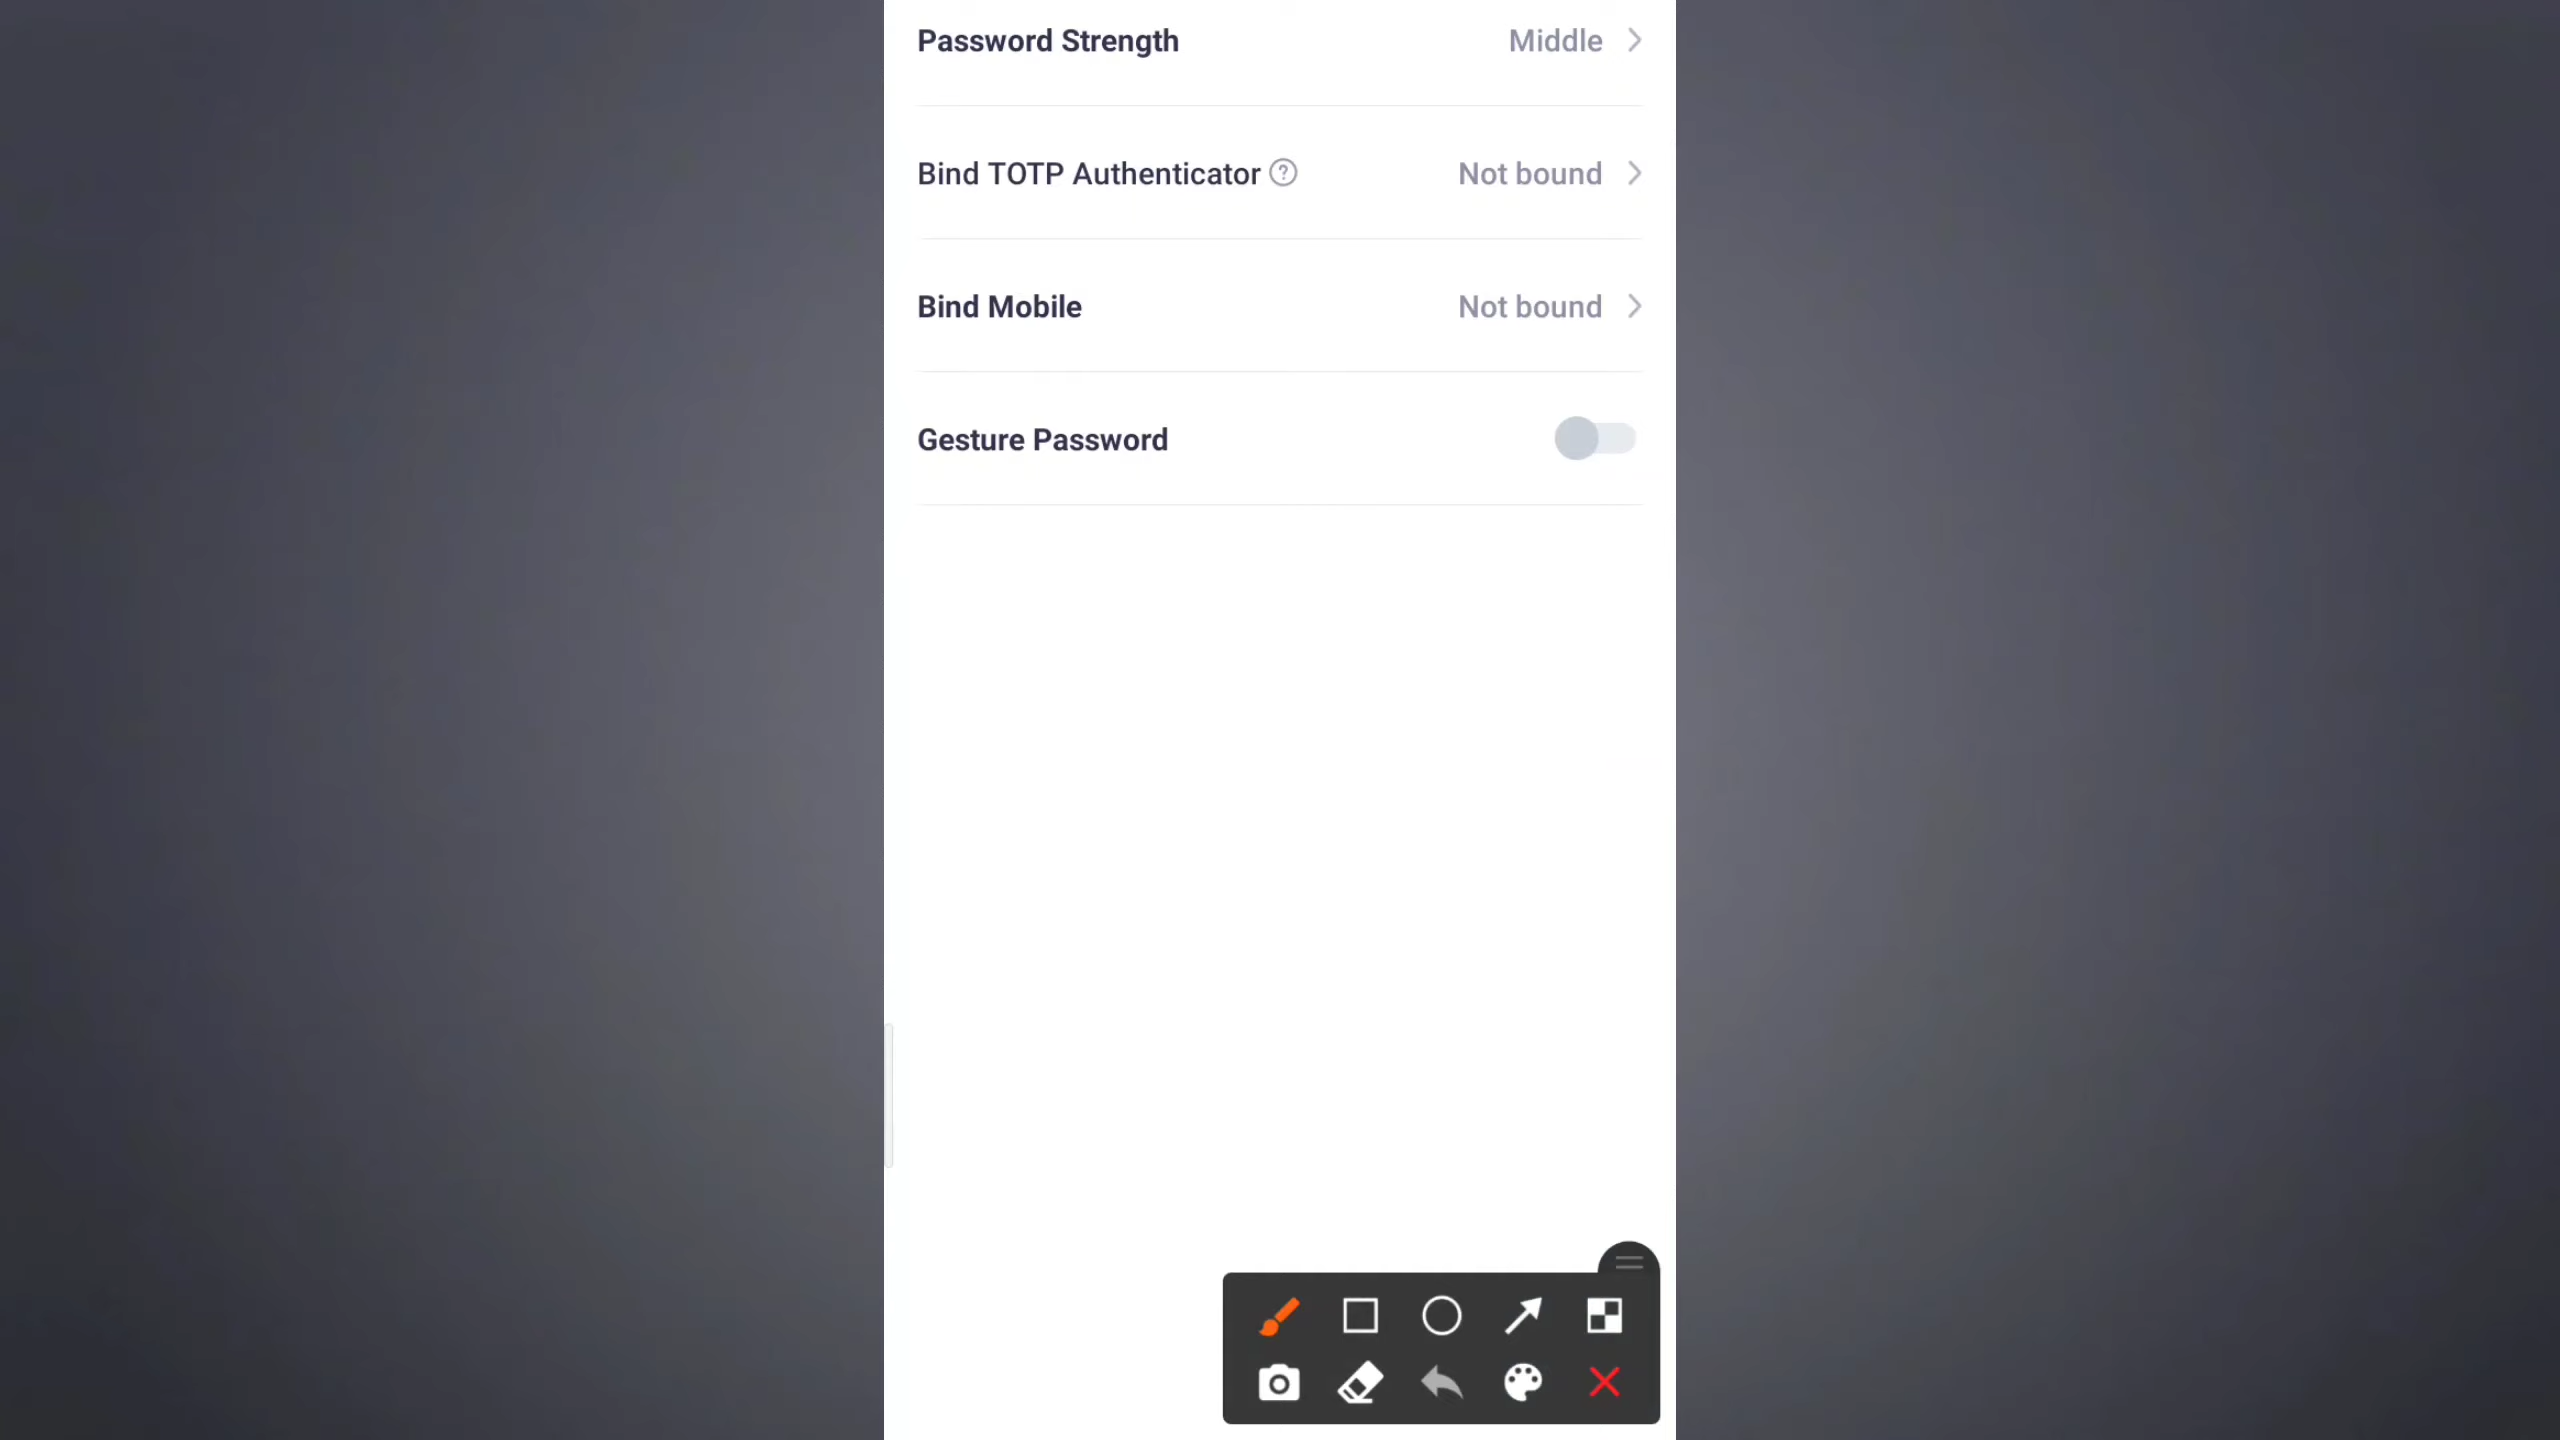 Password Strength Middle
Bind TOTP Authenticator Not bound
Bind Mobile Not bound
Gesture Password